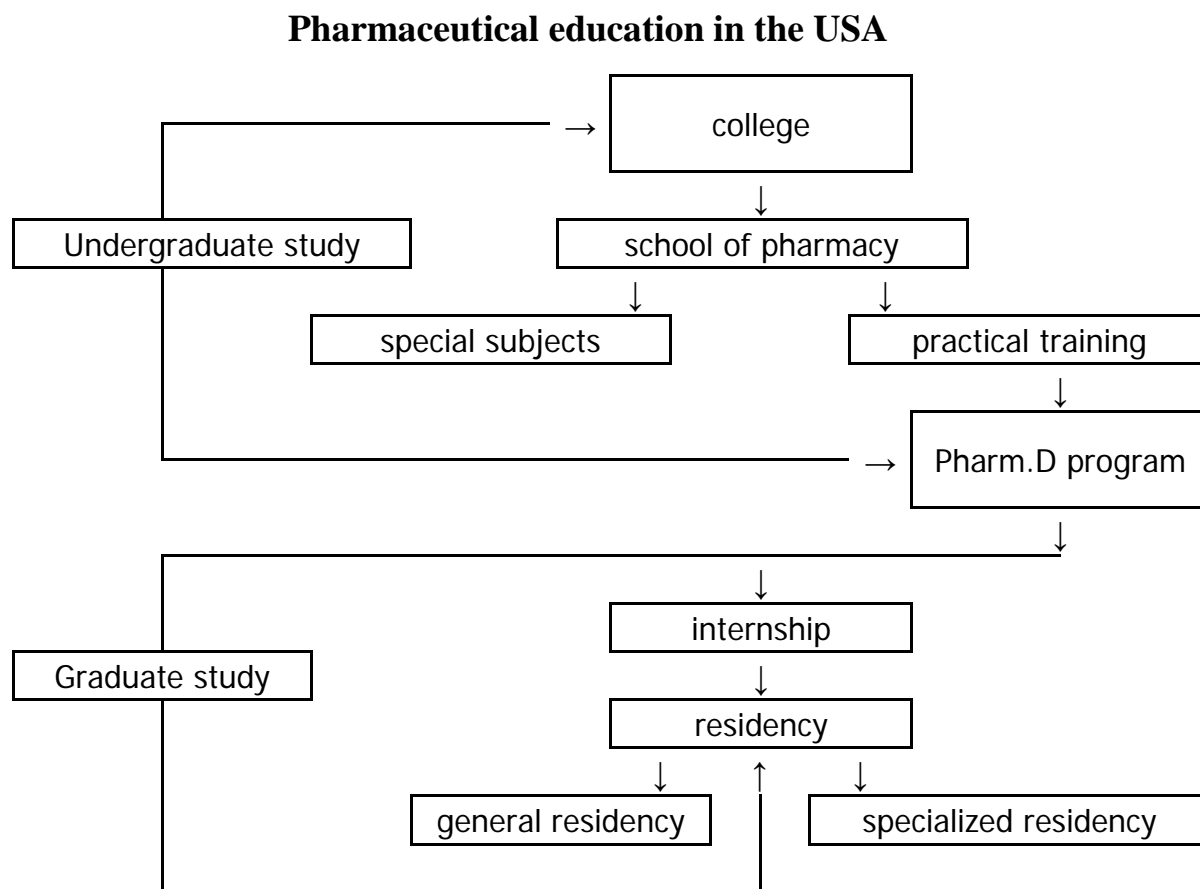 Pharmaceutical education in the USA
→ college
↓
Undergraduate study
school of pharmacy
↓ ↓
special subjects
practical training
↓
→ Pharm.D program
↓
↓
internship
↓
Graduate study
residency
↓ ↑ ↓
general residency
specialized residency